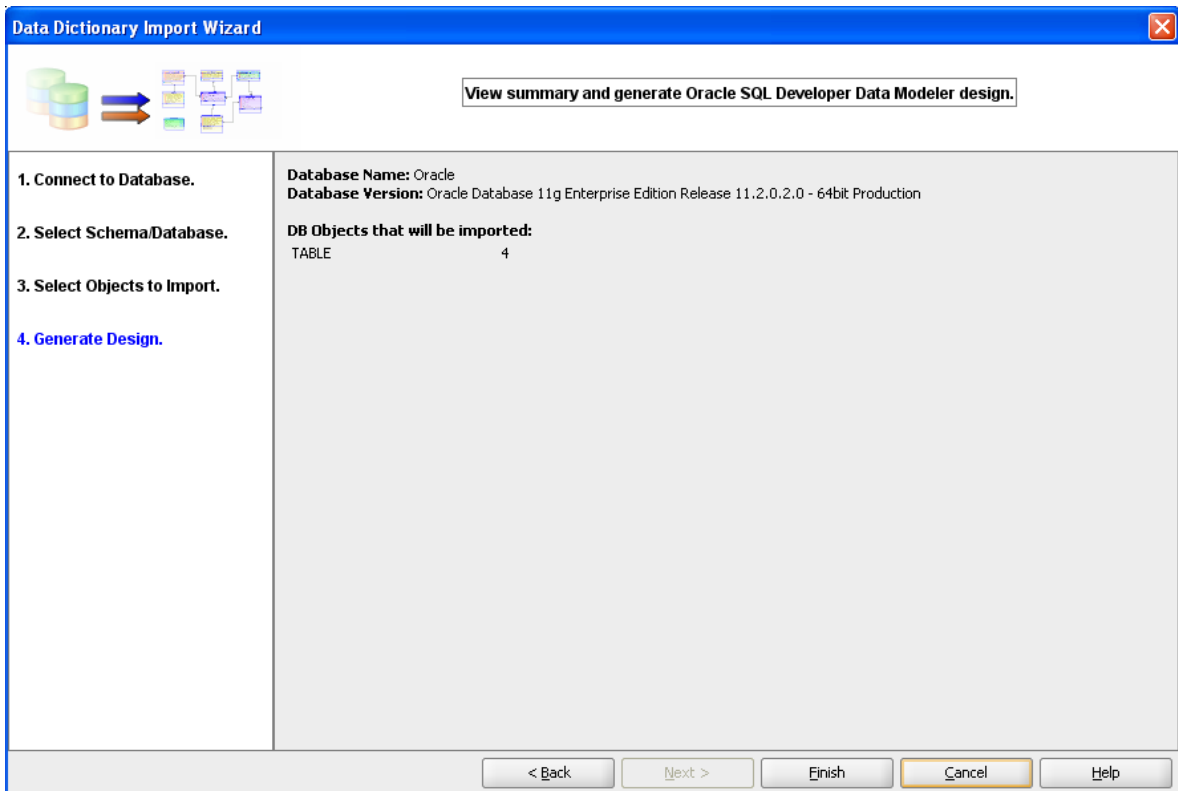 Data Dictionary Import Wizard
View summary and generate Oracle SQL Developer Data Modeler design.
1. Connect to Database.
2. Select Schema/Database.
3. Select Objects to Import.
4. Generate Design.
Database Name: Oracle
Database Version: Oracle Database 11g Enterprise Edition Release 11.2.0.2.0 - 64bit Production
DB Objects that will be imported:
TABLE 4
< Back
Next >
Finish
Cancel
Help